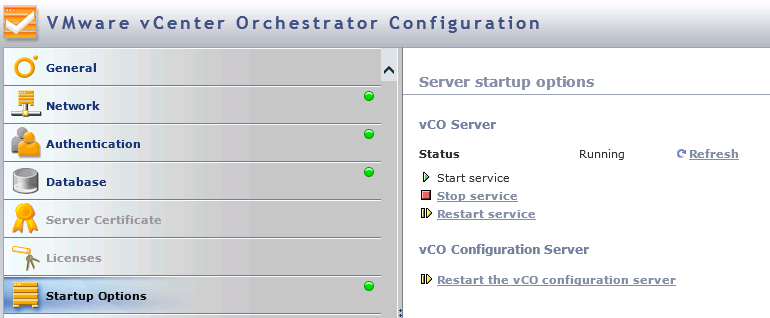 VMware vCenter Orchestrator Configuration
General
Network
Authentication
Database
Server Certificate
Licenses
Startup Options
Server startup options
vCO Server
Status Running Refresh
Start service
Stop service
Restart service
vCO Configuration Server
Restart the vCO configuration server